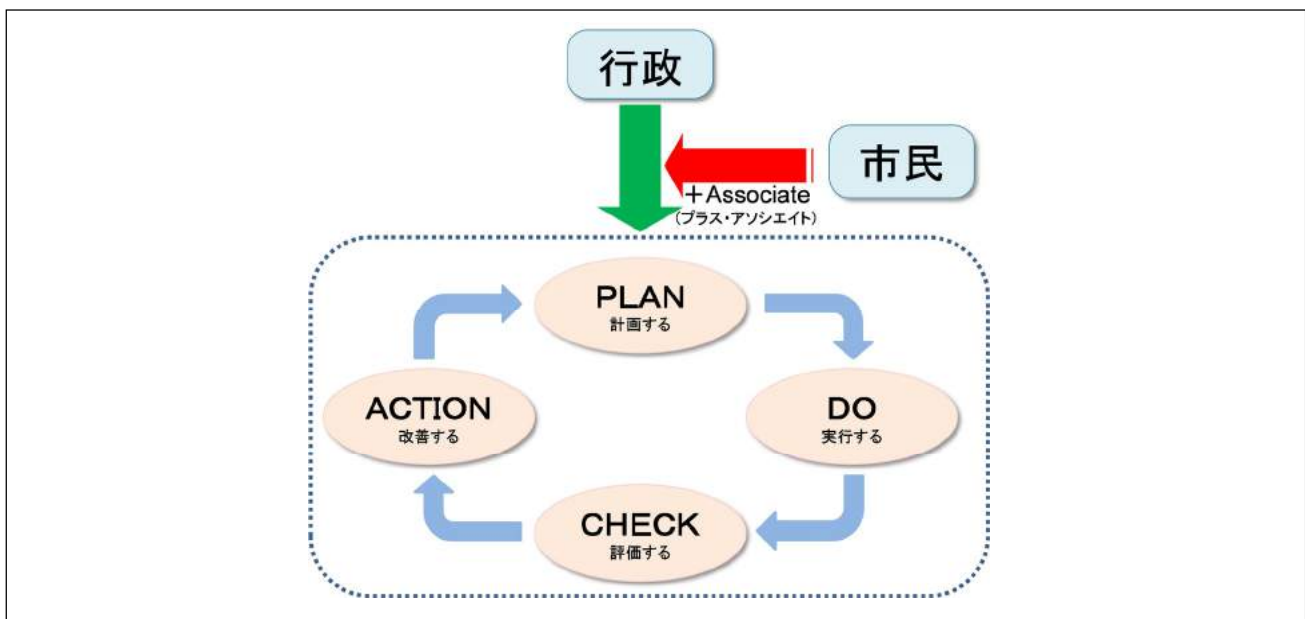 行政
市民
＋Associate
(プラス・アソシエイト)
PLAN
計画する
ACTION
改善する
DO
実行する
CHECK
評価する